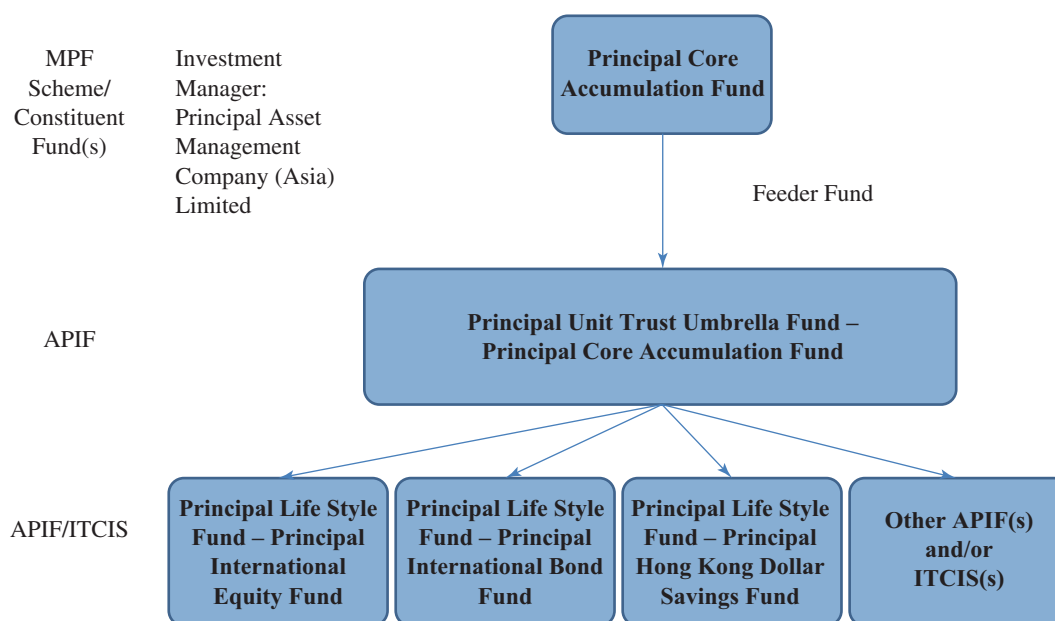 MPF
Scheme/
Constituent
Fund(s)
Investment
Manager:
Principal Asset
Management
Company (Asia)
Limited
Principal Core
Accumulation Fund
Feeder Fund
APIF
Principal Unit Trust Umbrella Fund –
Principal Core Accumulation Fund
APIF/ITCIS
Principal Life Style
Fund – Principal
International
Equity Fund
Principal Life Style
Fund – Principal
International Bond
Fund
Principal Life Style
Fund – Principal
Hong Kong Dollar
Savings Fund
Other APIF(s)
and/or
ITCIS(s)